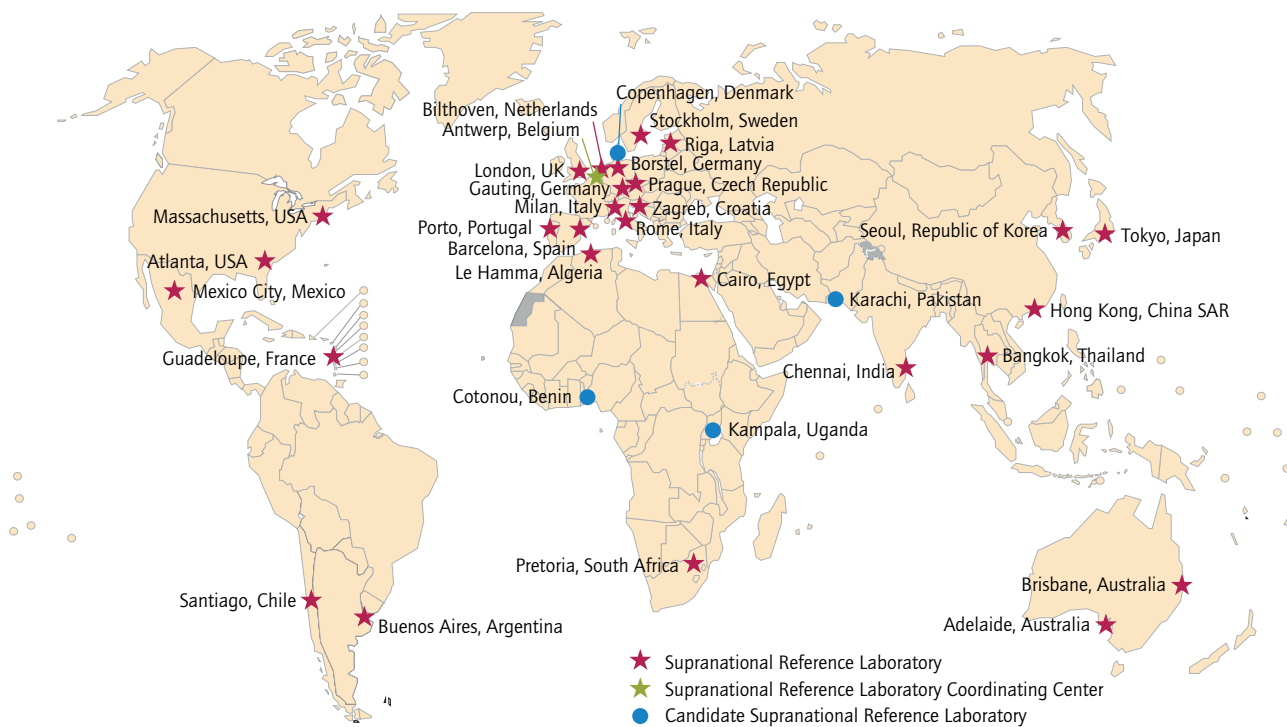 Copenhagen, Denmark
Bilthoven, Netherlands
Stockholm, Sweden
Antwerp, Belgium
Riga, Latvia
London, UK
Borstel, Germany
Gauting, Germany
Prague, Czech Republic
Milan, Italy
Zagreb, Croatia
Massachusetts, USA
Porto, Portugal
Rome, Italy
Seoul, Republic of Korea
Tokyo, Japan
Barcelona, Spain
Atlanta, USA
Le Hamma, Algeria
Cairo, Egypt
Mexico City, Mexico
Karachi, Pakistan
Hong Kong, China SAR
Guadeloupe, France
Bangkok, Thailand
Chennai, India
Cotonou, Benin
Kampala, Uganda
Pretoria, South Africa
Brisbane, Australia
Santiago, Chile
Buenos Aires, Argentina
Adelaide, Australia
Supranational Reference Laboratory
Supranational Reference Laboratory Coordinating Center
Candidate Supranational Reference Laboratory